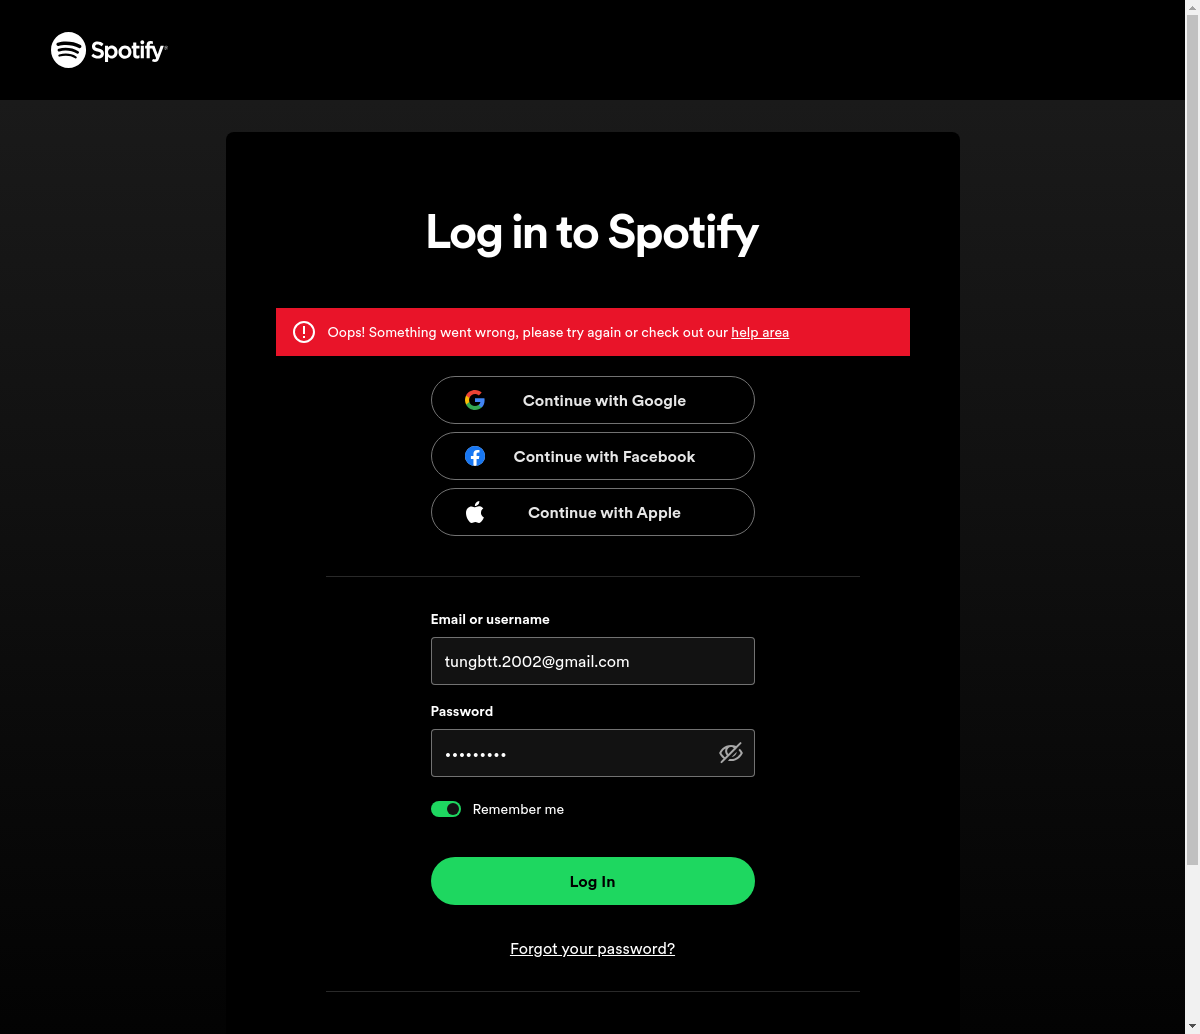 Spotify
Log in to Spotify
Oops! Something went wrong, please try again or check out our help area
Continue with Google
Continue with Facebook
Continue with Apple
Email or username
tungbtt.2002@gmail.com
Password
•••••••••
Remember me
Log In
Forgot your password?